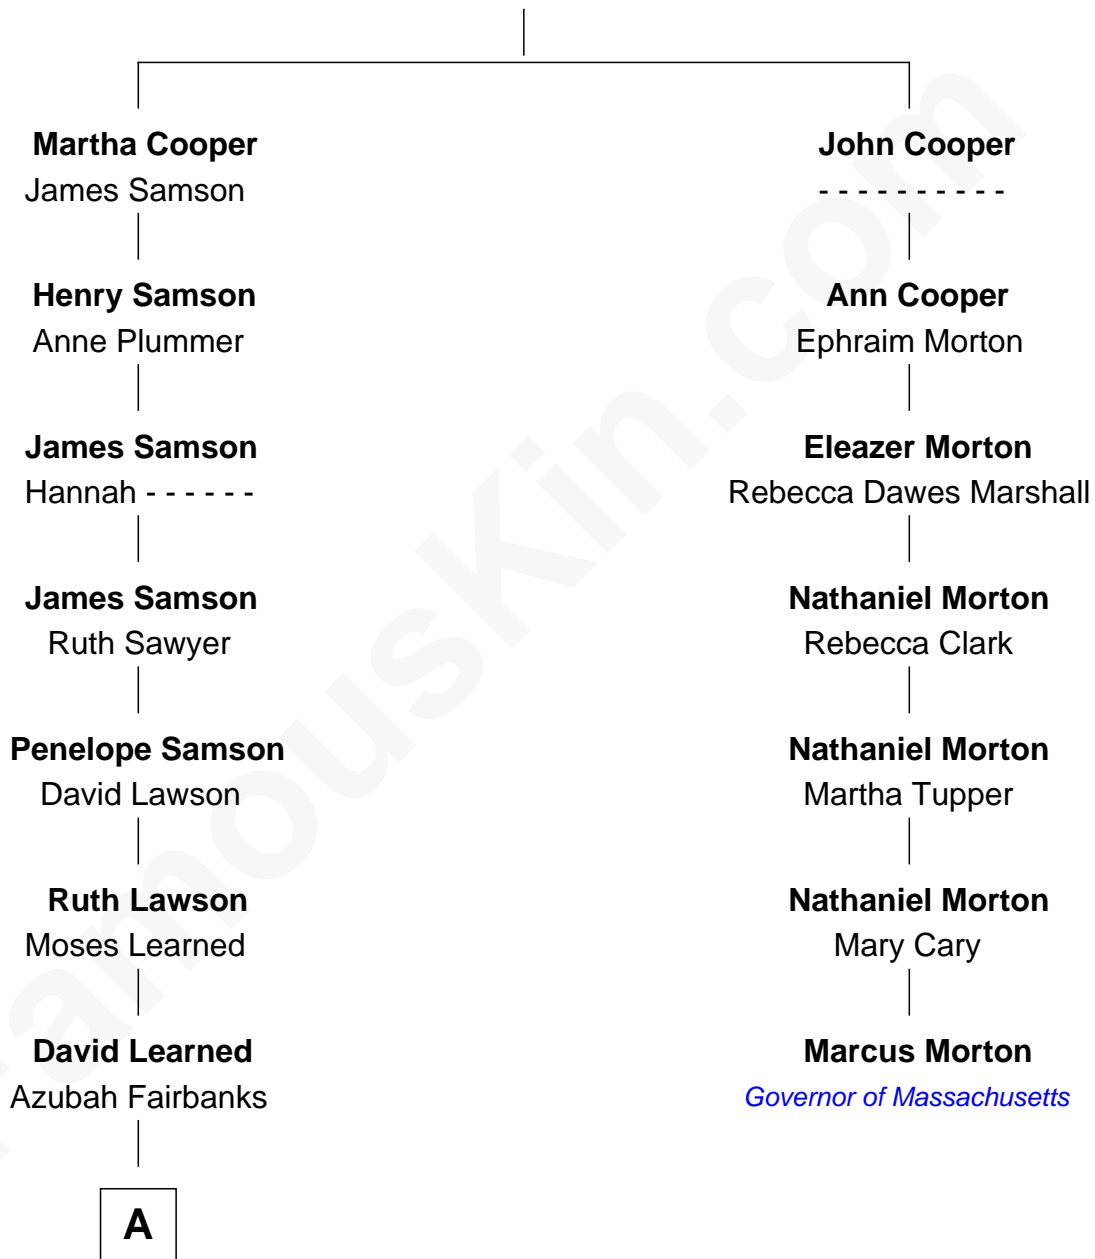 Martha Cooper
James Samson
John Cooper
- - - - - - - - - -
Henry Samson
Anne Plummer
Ann Cooper
Ephraim Morton
James Samson
Hannah - - - - - -
Eleazer Morton
Rebecca Dawes Marshall
James Samson
Ruth Sawyer
Nathaniel Morton
Rebecca Clark
Penelope Samson
David Lawson
Nathaniel Morton
Martha Tupper
Ruth Lawson
Moses Learned
Nathaniel Morton
Mary Cary
David Learned
Azubah Fairbanks
Marcus Morton
Governor of Massachusetts
A
FamousKin.com